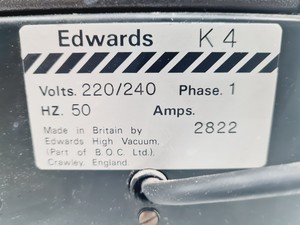 Edwards K 4
Volts. 220/240 Phase. 1
HZ. 50 Amps.
2822
Made in Britain by
Edwards High Vacuum,
(Part of B.O.C. Ltd.),
Crawley, England.